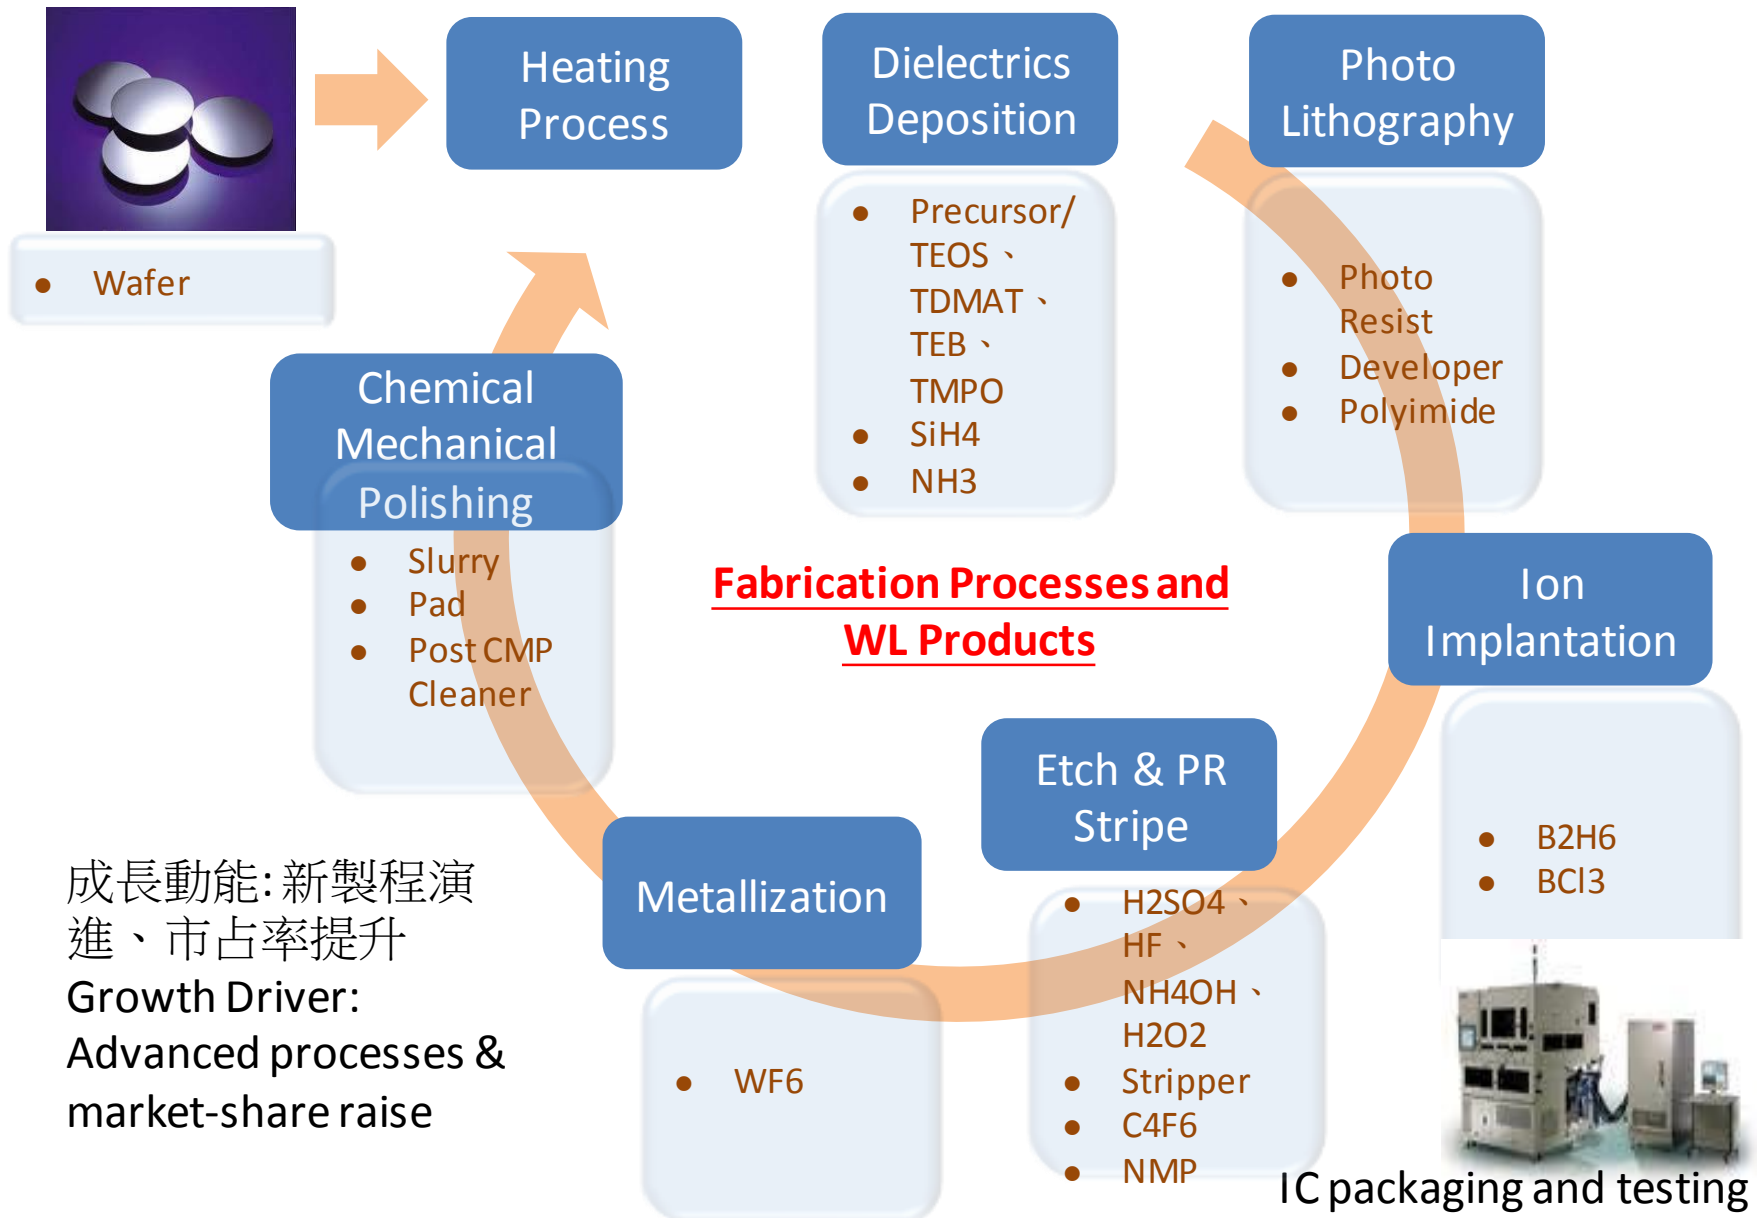 Wafer
Heating
Process
Dielectrics
Deposition
Precursor/
TEOS、
TDMAT、
TEB、
TMPO
SiH4
NH3
Photo
Lithography
Photo
Resist
Developer
Polyimide
Ion
Implantation
B2H6
BCl3
Etch & PR
Stripe
H2SO4、
HF、
NH4OH、
H2O2
Stripper
C4F6
NMP
Metallization
WF6
Chemical
Mechanical
Polishing
Slurry
Pad
Post CMP
Cleaner
Fabrication Processes and
WL Products
成長動能:新製程演
進、市占率提升
Growth Driver:
Advanced processes &
market-share raise
IC packaging and testing